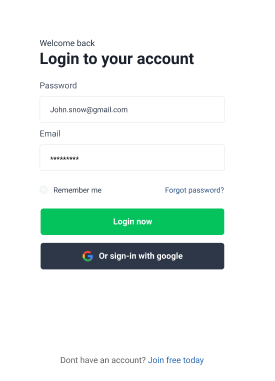 Welcome back
Login to your account
Password
John.snow@gmail.com
Email
*********
Remember me
Forgot password?
Login now
Or sign-in with google
Dont have an account? Join free today